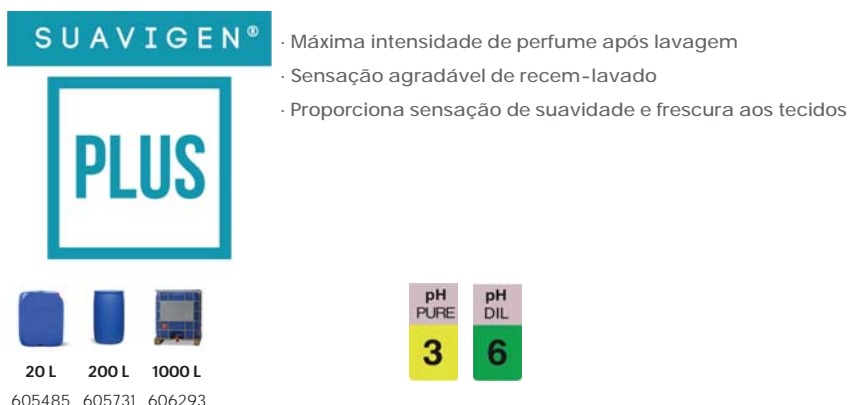 SUAVIGEN®
PLUS
· Máxima intensidade de perfume após lavagem
· Sensação agradável de recem-lavado
· Proporciona sensação de suavidade e frescura aos tecidos
20 L 200 L 1000 L
605485 605731 606293
pH PURE 3
pH DIL 6